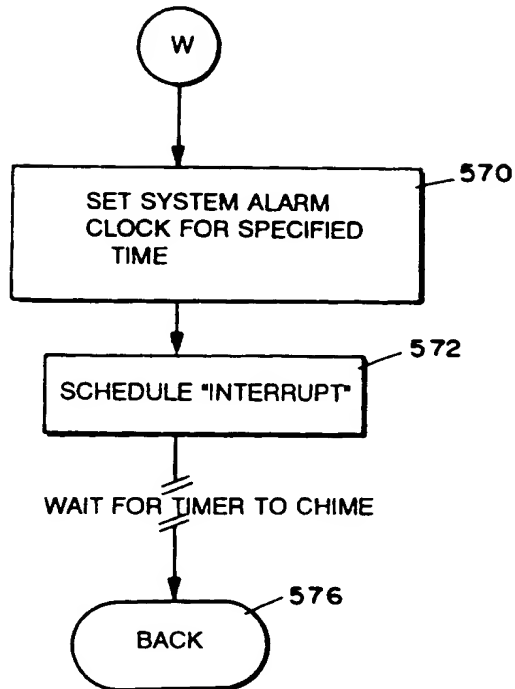 W
570
SET SYSTEM ALARM
CLOCK FOR SPECIFIED
TIME
572
SCHEDULE "INTERRUPT"
WAIT FOR TIMER TO CHIME
576
BACK